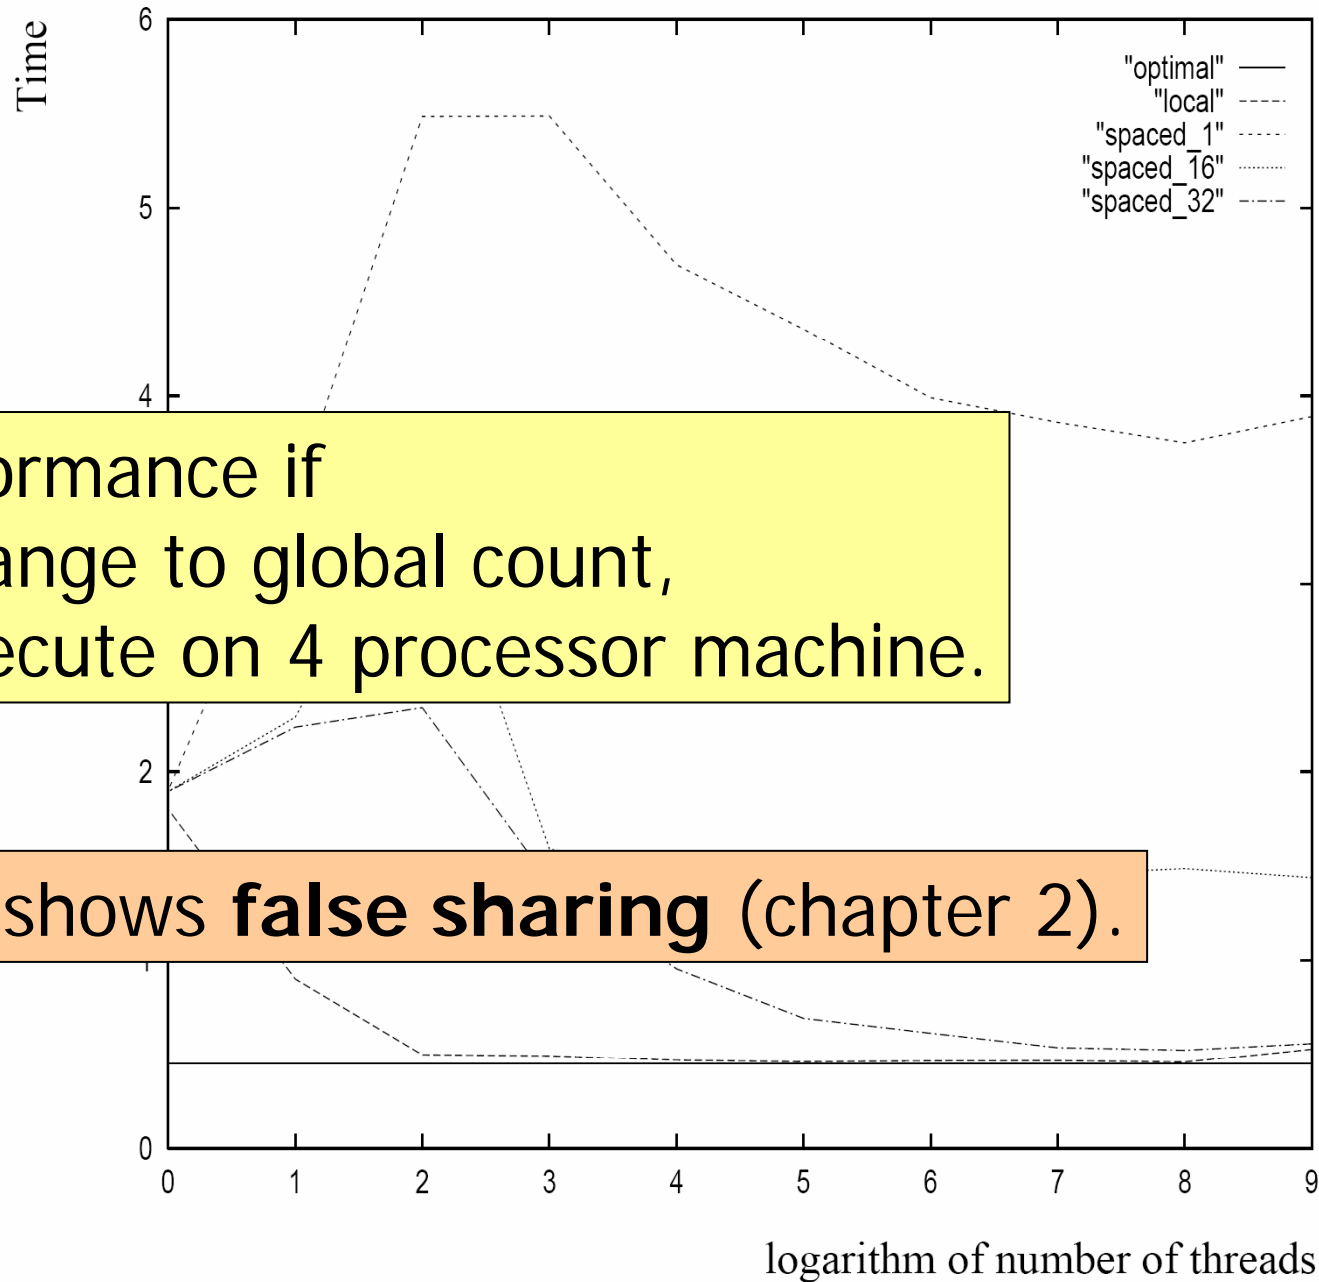 Time
6
"optimal"
"local"
"spaced_1"
"spaced_16"
"spaced_32"
5
4
ormance if
ange to global count,
ecute on 4 processor machine.
2
shows false sharing (chapter 2).
0
0 1 2 3 4 5 6 7 8 9
logarithm of number of threads